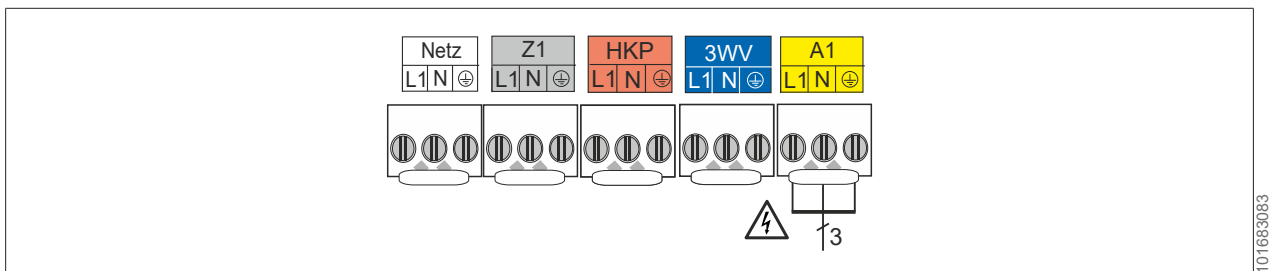 Netz Z1 HKP 3WV A1
L1 N ⏚ L1 N ⏚ L1 N ⏚ L1 N ⏚ L1 N ⏚
3
101683083